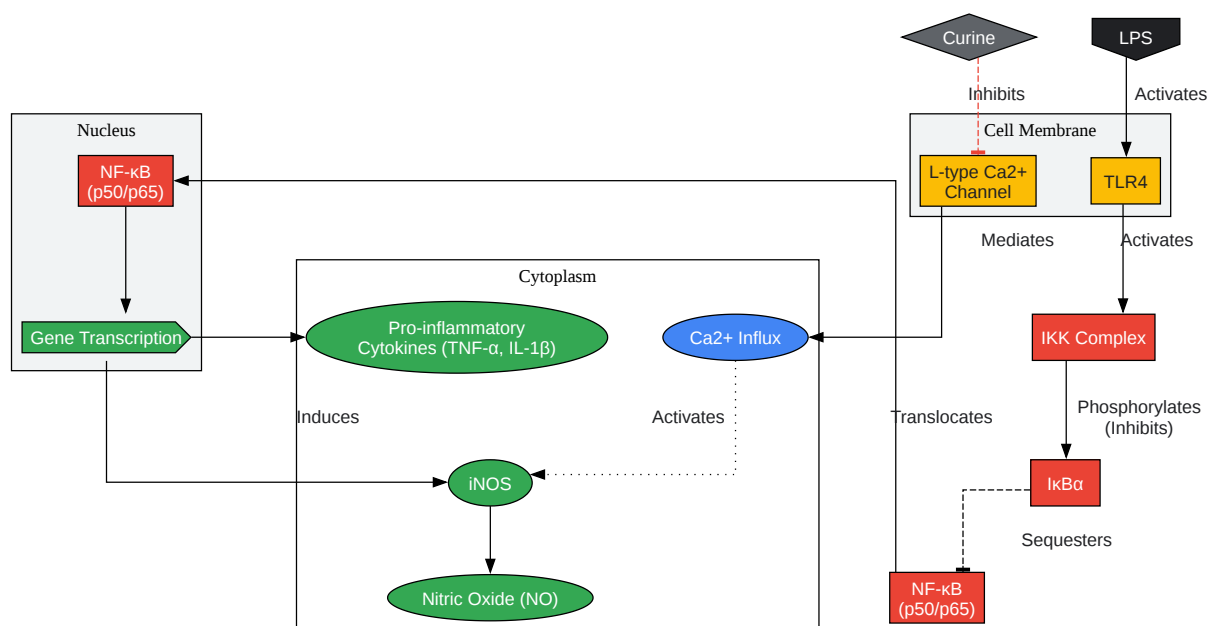 Curine
LPS
Inhibits
Activates
Nucleus
Cell Membrane
NF-κB
(p50/p65)
L-type Ca2+
Channel
TLR4
Mediates
Activates
Cytoplasm
Gene Transcription
Pro-inflammatory
Cytokines (TNF-α, IL-1β)
Ca2+ Influx
IKK Complex
Induces
Activates
Translocates
Phosphorylates
(Inhibits)
iNOS
IκBα
Sequesters
Nitric Oxide (NO)
NF-κB
(p50/p65)